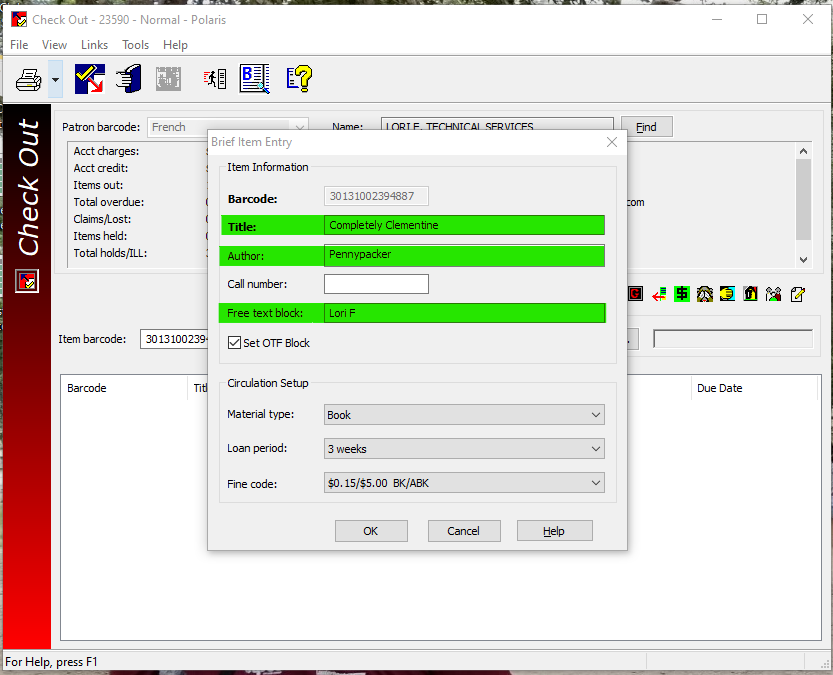 Check Out - 23590 - Normal - Polaris
File View Links Tools Help
Check Out
Patron barcode: French Name: LORI F. TECHNICAL SERVICES Find
Acct charges:
Acct credit:
Items out:
Total overdue:
Claims/Lost:
Items held:
Total holds/ILL:
com
Item barcode: 3013100239
Barcode Titl Due Date
Brief Item Entry
Item Information
Barcode: 30131002394887
Title: Completely Clementine
Author: Pennypacker
Call number:
Free text block: Lori F
Set OTF Block
Circulation Setup
Material type: Book
Loan period: 3 weeks
Fine code: $0.15/$5.00 BK/ABK
OK Cancel Help
For Help, press F1